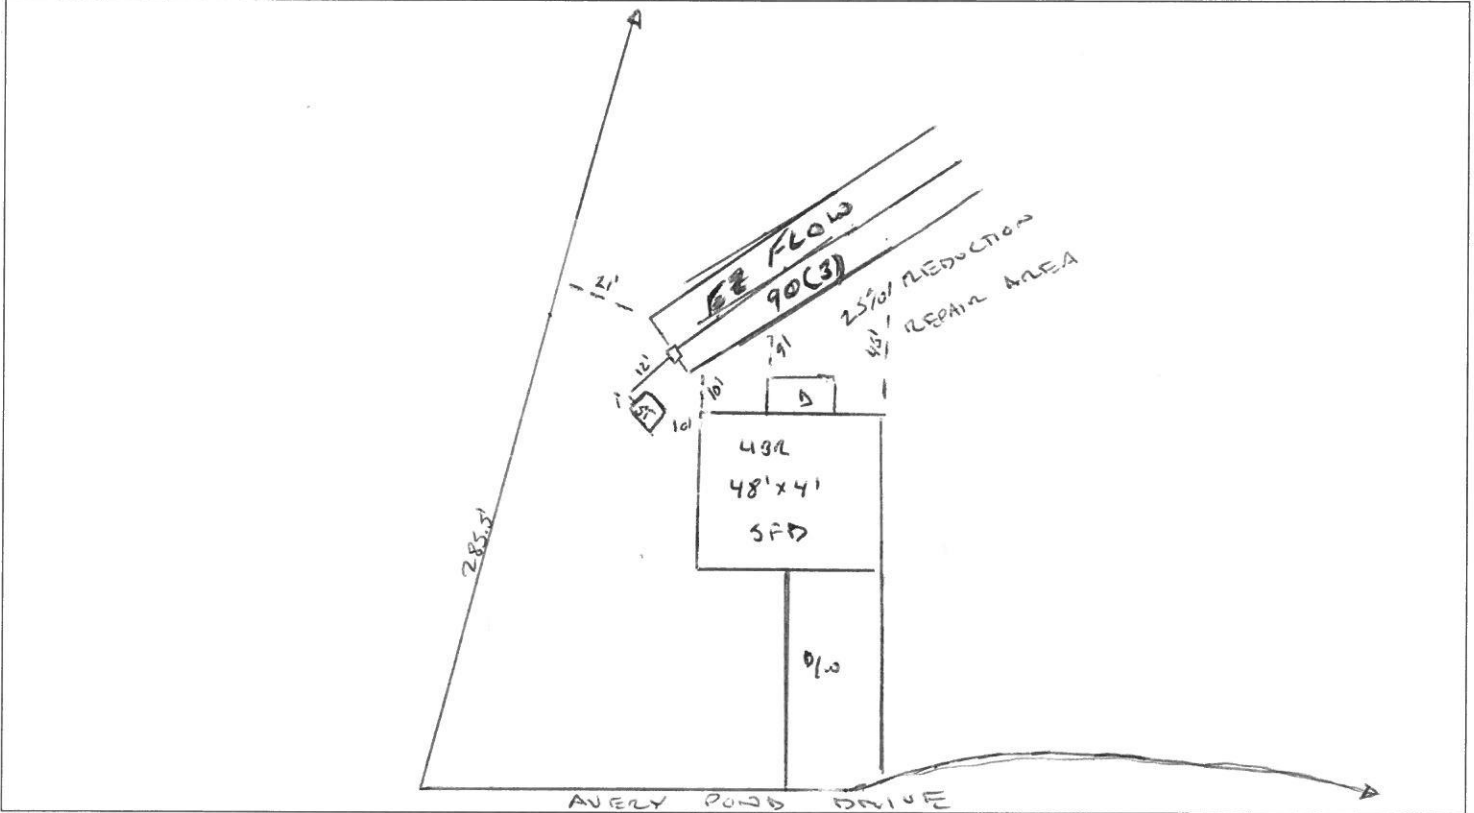 21'
EZ FLOW
90(3)
25% REDUCTION
REPAIR AREA
12'
9'
45'
10'
ST
10'
D
4BR
48' x 41
SFD
285.5'
D/W
AVERY POND DRIVE